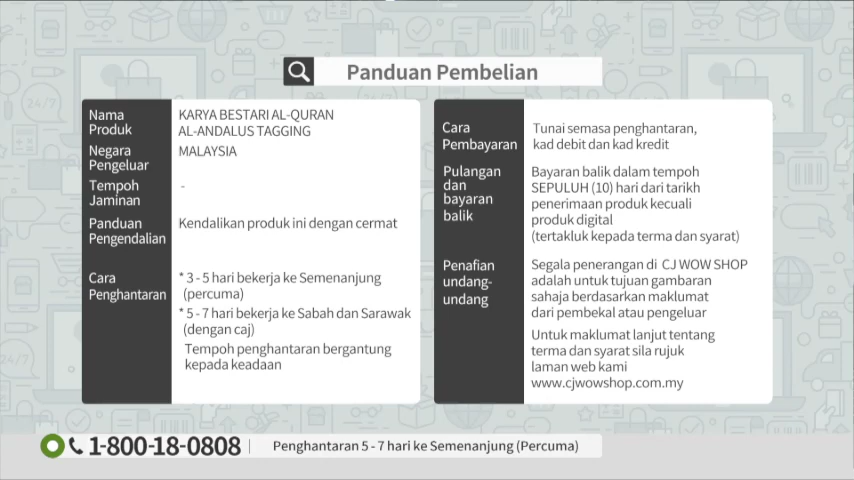 Panduan Pembelian
Nama
Produk
KARYA BESTARI AL-QURAN
AL-ANDALUS TAGGING
Negara
Pengeluar
MALAYSIA
Tempoh
Jaminan
-
Panduan
Pengendalian
Kendalikan produk ini dengan cermat
Cara
Penghantaran
* 3 - 5 hari bekerja ke Semenanjung
(percuma)
* 5 - 7 hari bekerja ke Sabah dan Sarawak
(dengan caj)
Tempoh penghantaran bergantung
kepada keadaan
Cara
Pembayaran
Tunai semasa penghantaran,
kad debit dan kad kredit
Pulangan
dan
bayaran
balik
Bayaran balik dalam tempoh
SEPULUH (10) hari dari tarikh
penerimaan produk kecuali
produk digital
(tertakluk kepada terma dan syarat)
Penafian
undang-
undang
Segala penerangan di CJ WOW SHOP
adalah untuk tujuan gambaran
sahaja berdasarkan maklumat
dari pembekal atau pengeluar
Untuk maklumat lanjut tentang
terma dan syarat sila rujuk
laman web kami
www.cjwowshop.com.my
1-800-18-0808
Penghantaran 5 - 7 hari ke Semenanjung (Percuma)
24/7
24/7